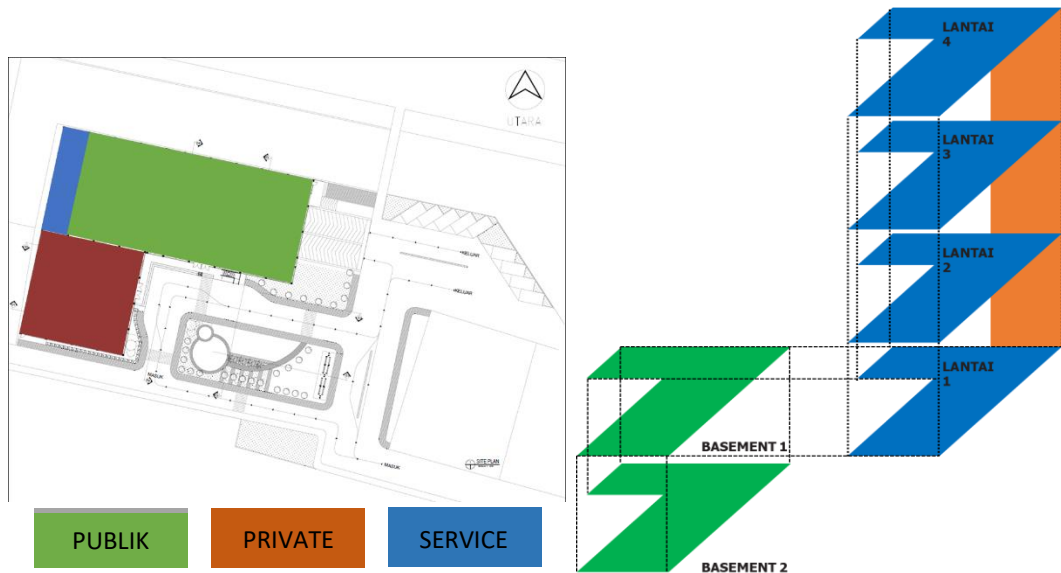 UTARA
KELUAR
KELUAR
MASUK
MASUK
SITE PLAN
PUBLIK
PRIVATE
SERVICE
LANTAI
4
LANTAI
3
LANTAI
2
LANTAI
1
BASEMENT 1
BASEMENT 2